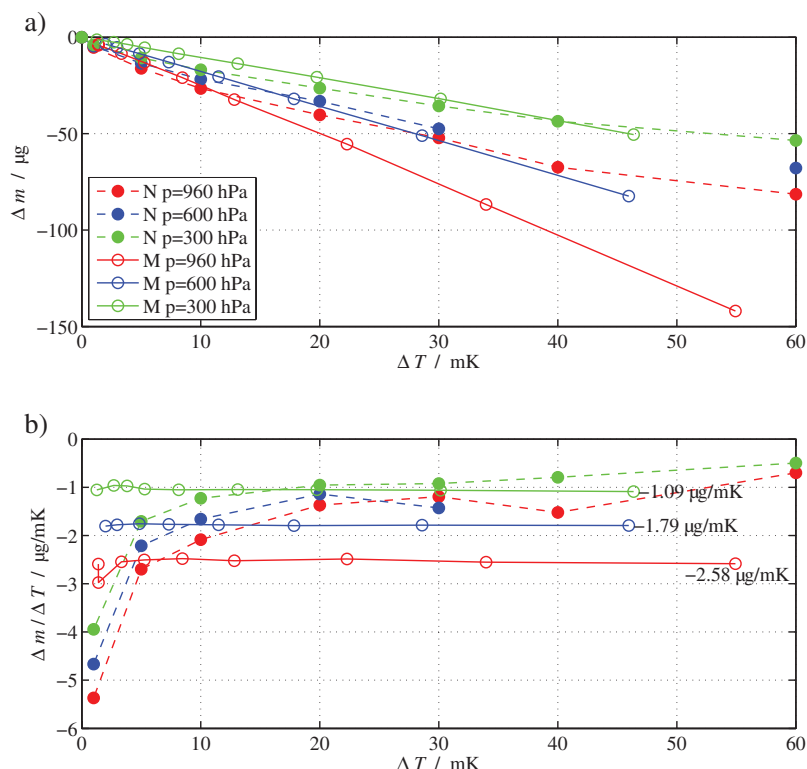 a)
0
−50
−100
−150
Δ m / µg
N p=960 hPa
N p=600 hPa
N p=300 hPa
M p=960 hPa
M p=600 hPa
M p=300 hPa
0 10 20 30 40 50 60
Δ T / mK
b)
0
−1
−2
−3
−4
−5
−6
Δ m / Δ T / µg/mK
−1.09 µg/mK
−1.79 µg/mK
−2.58 µg/mK
0 10 20 30 40 50 60
Δ T / mK